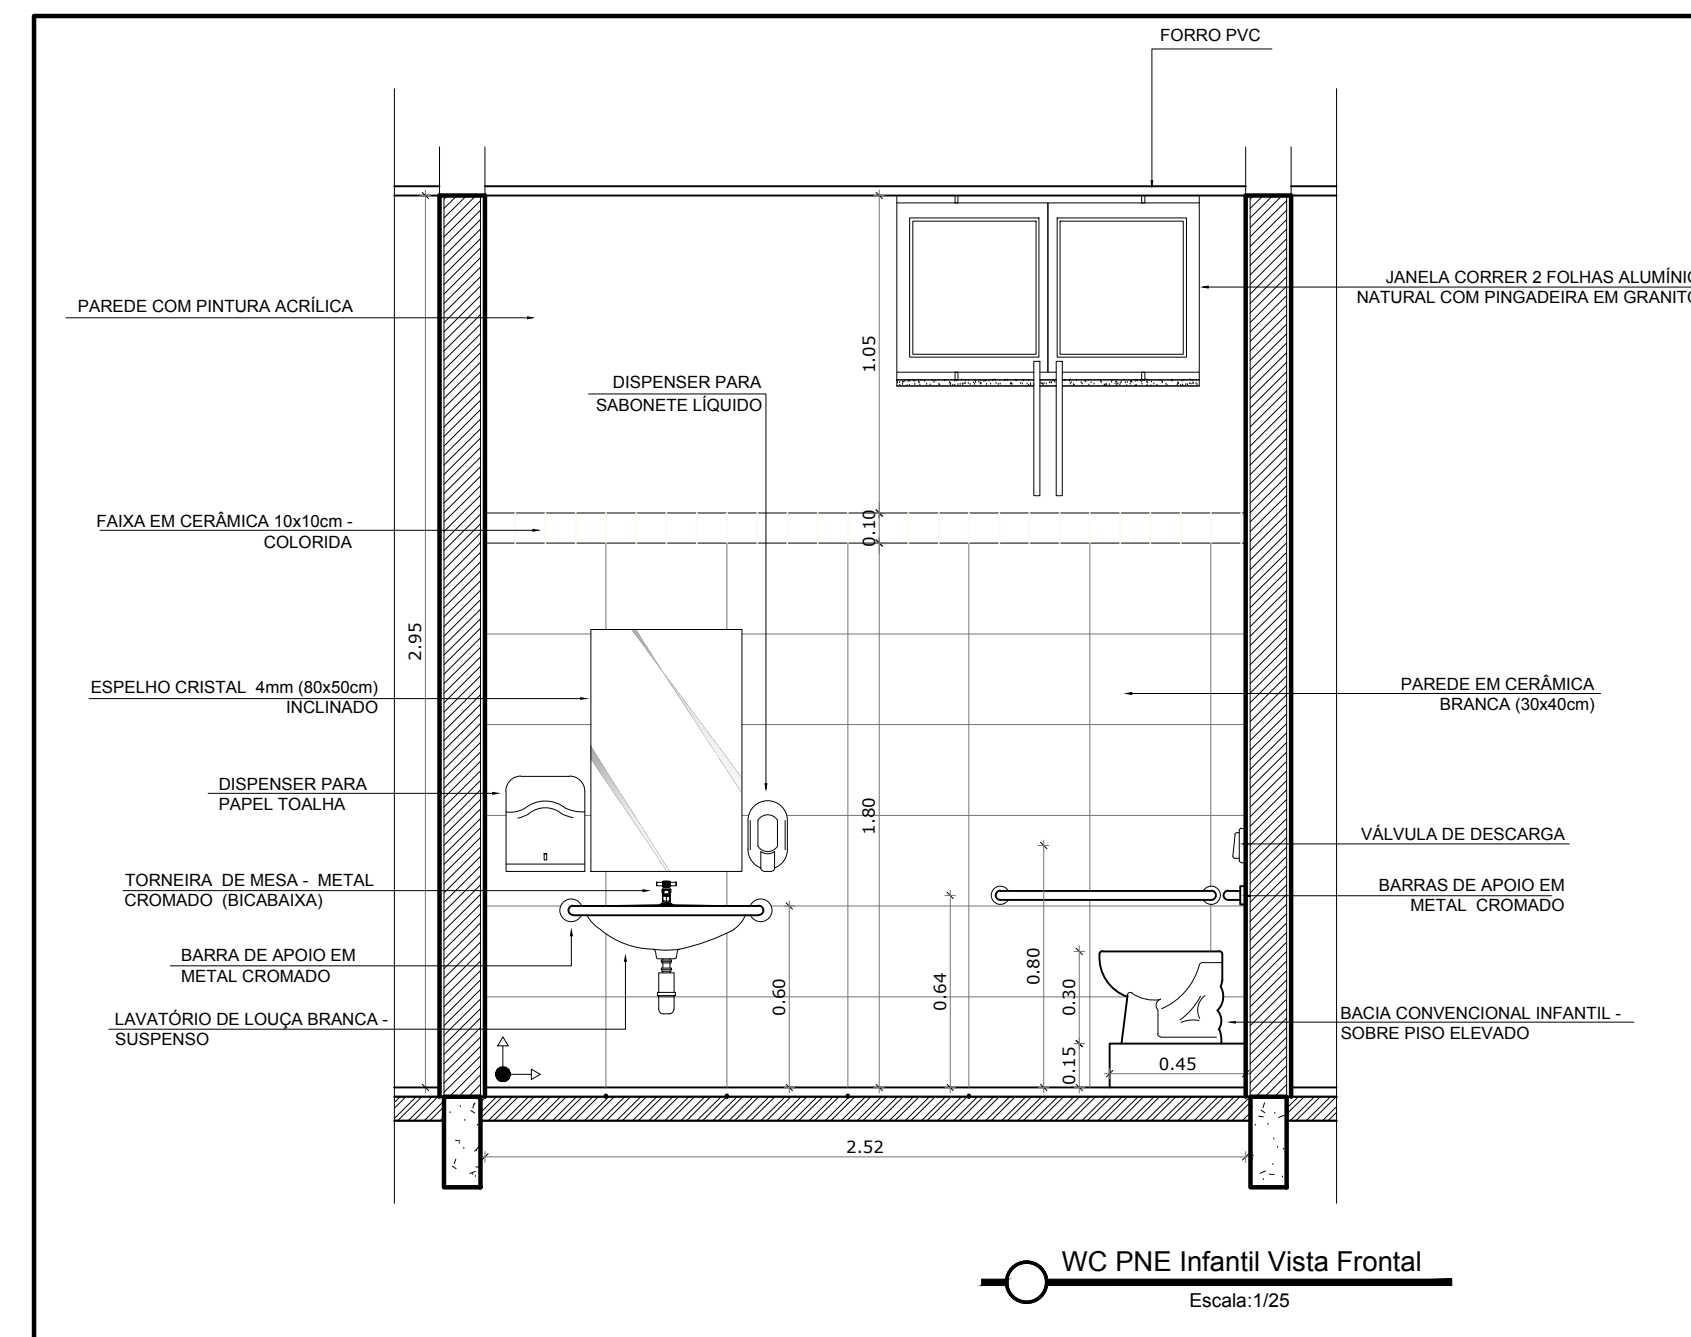 FORRO PVC
JANELA CORRER 2 FOLHAS ALUMÍNIO
NATURAL COM PINGADEIRA EM GRANITO
PAREDE COM PINTURA ACRÍLICA
1.05
DISPENSER PARA
SABONETE LÍQUIDO
FAIXA EM CERÂMICA 10x10cm -
COLORIDA
0.10
2.95
ESPELHO CRISTAL 4mm (80x50cm)
INCLINADO
PAREDE EM CERÂMICA
BRANCA (30x40cm)
DISPENSER PARA
PAPEL TOALHA
1.80
VÁLVULA DE DESCARGA
TORNEIRA DE MESA - METAL
CROMADO (BICABAIXA)
BARRAS DE APOIO EM
METAL CROMADO
BARRA DE APOIO EM
METAL CROMADO
0.60
0.64
0.80
0.30
LAVATÓRIO DE LOUÇA BRANCA -
SUSPENSO
BACIA CONVENCIONAL INFANTIL -
SOBRE PISO ELEVADO
0.15
0.45
2.52
WC PNE Infantil Vista Frontal
Escala:1/25